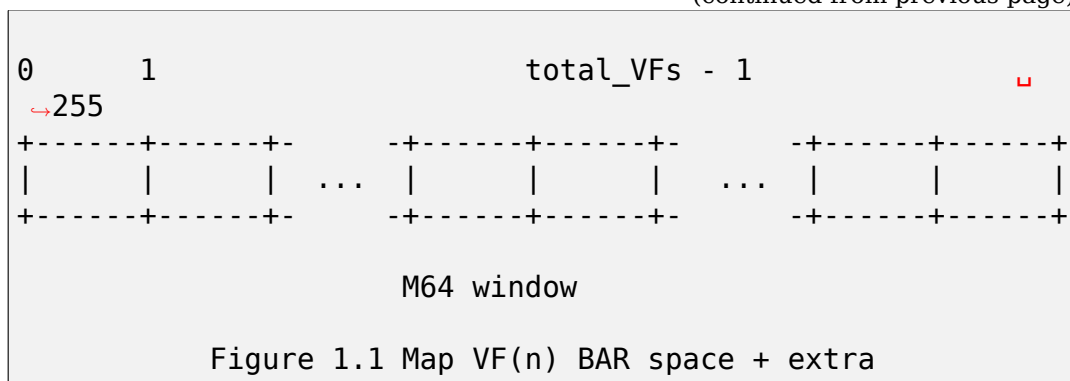 (continued from previous page)
0      1                      total_VFs - 1                ␣
↪255
+------+------+-     -+------+------+-      -+------+------+
|      |      |  ...  |      |      |   ...  |      |      |
+------+------+-     -+------+------+-      -+------+------+
M64 window
Figure 1.1 Map VF(n) BAR space + extra